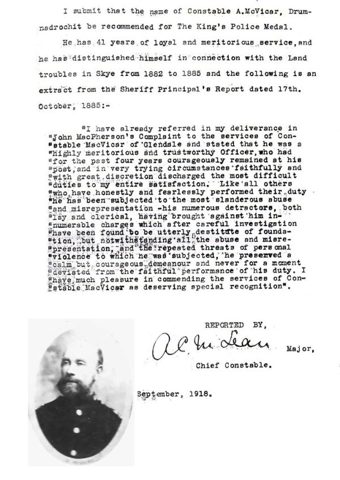 I submit that the name of Constable A.McVicar, Drum-
nadrochit be recommended for The King's Police Medal.
He has 41 years of loyal and meritorious service, and
he has distinguished himself in connection with the Land
troubles in Skye from 1882 to 1885 and the following is an
extract from the Sheriff Principal's Report dated 17th.
October, 1885:-
"I have already referred in my deliverance in
"John MacPherson's Complaint to the services of Con-
"stable MacVicar of Glendale and stated that he was a
"highly meritorious and trustworthy Officer, who had
"for the past four years courageously remained at his
"post, and in very trying circumstances faithfully and
"with great discretion discharged the most difficult
"duties to my entire satisfaction. Like all others
"who have honestly and fearlessly performed their duty
"he has been subjected to the most slanderous abuse
"and misrepresentation -his numerous detractors, both
"lay and clerical, having brought against him in-
"numerable charges which after careful investigation
"have been found to be utterly destitute of founda-
"tion, but notwithstanding all the abuse and misre-
"presentation, and the repeated threats of personal
"violence to which he was subjected, he preserved a
"calm but courageous demeanour and never for a moment
"deviated from the faithful performance of his duty. I
"have much pleasure in commending the services of Con-
"stable MacVicar as deserving special recognition".
REPORTED BY,
A.C. McLean Major,
Chief Constable.
September, 1918.